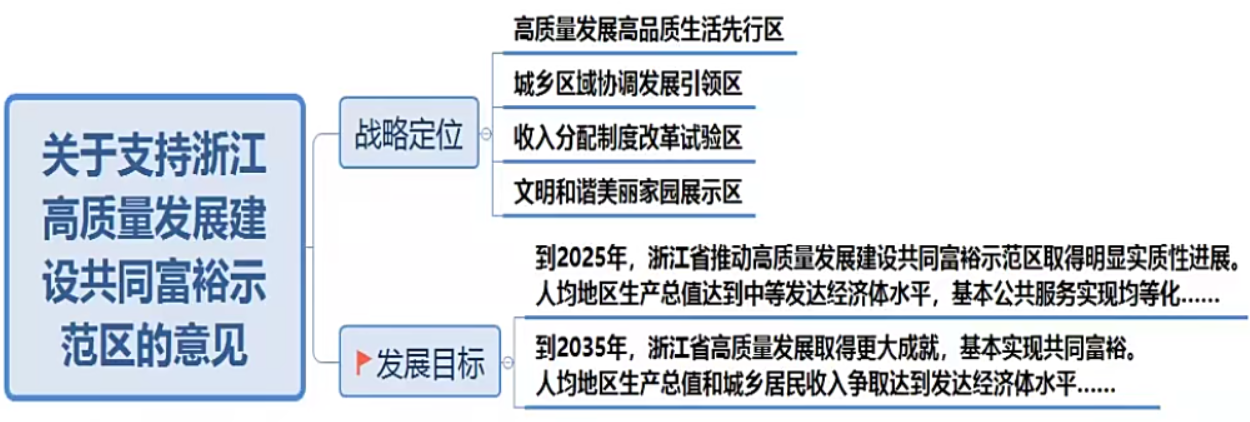 关于支持浙江
高质量发展建
设共同富裕示
范区的意见
战略定位
高质量发展高品质生活先行区
城乡区域协调发展引领区
收入分配制度改革试验区
文明和谐美丽家园展示区
发展目标
到2025年，浙江省推动高质量发展建设共同富裕示范区取得明显实质性进展。
人均地区生产总值达到中等发达经济体水平，基本公共服务实现均等化……
到2035年，浙江省高质量发展取得更大成就，基本实现共同富裕。
人均地区生产总值和城乡居民收入争取达到发达经济体水平……